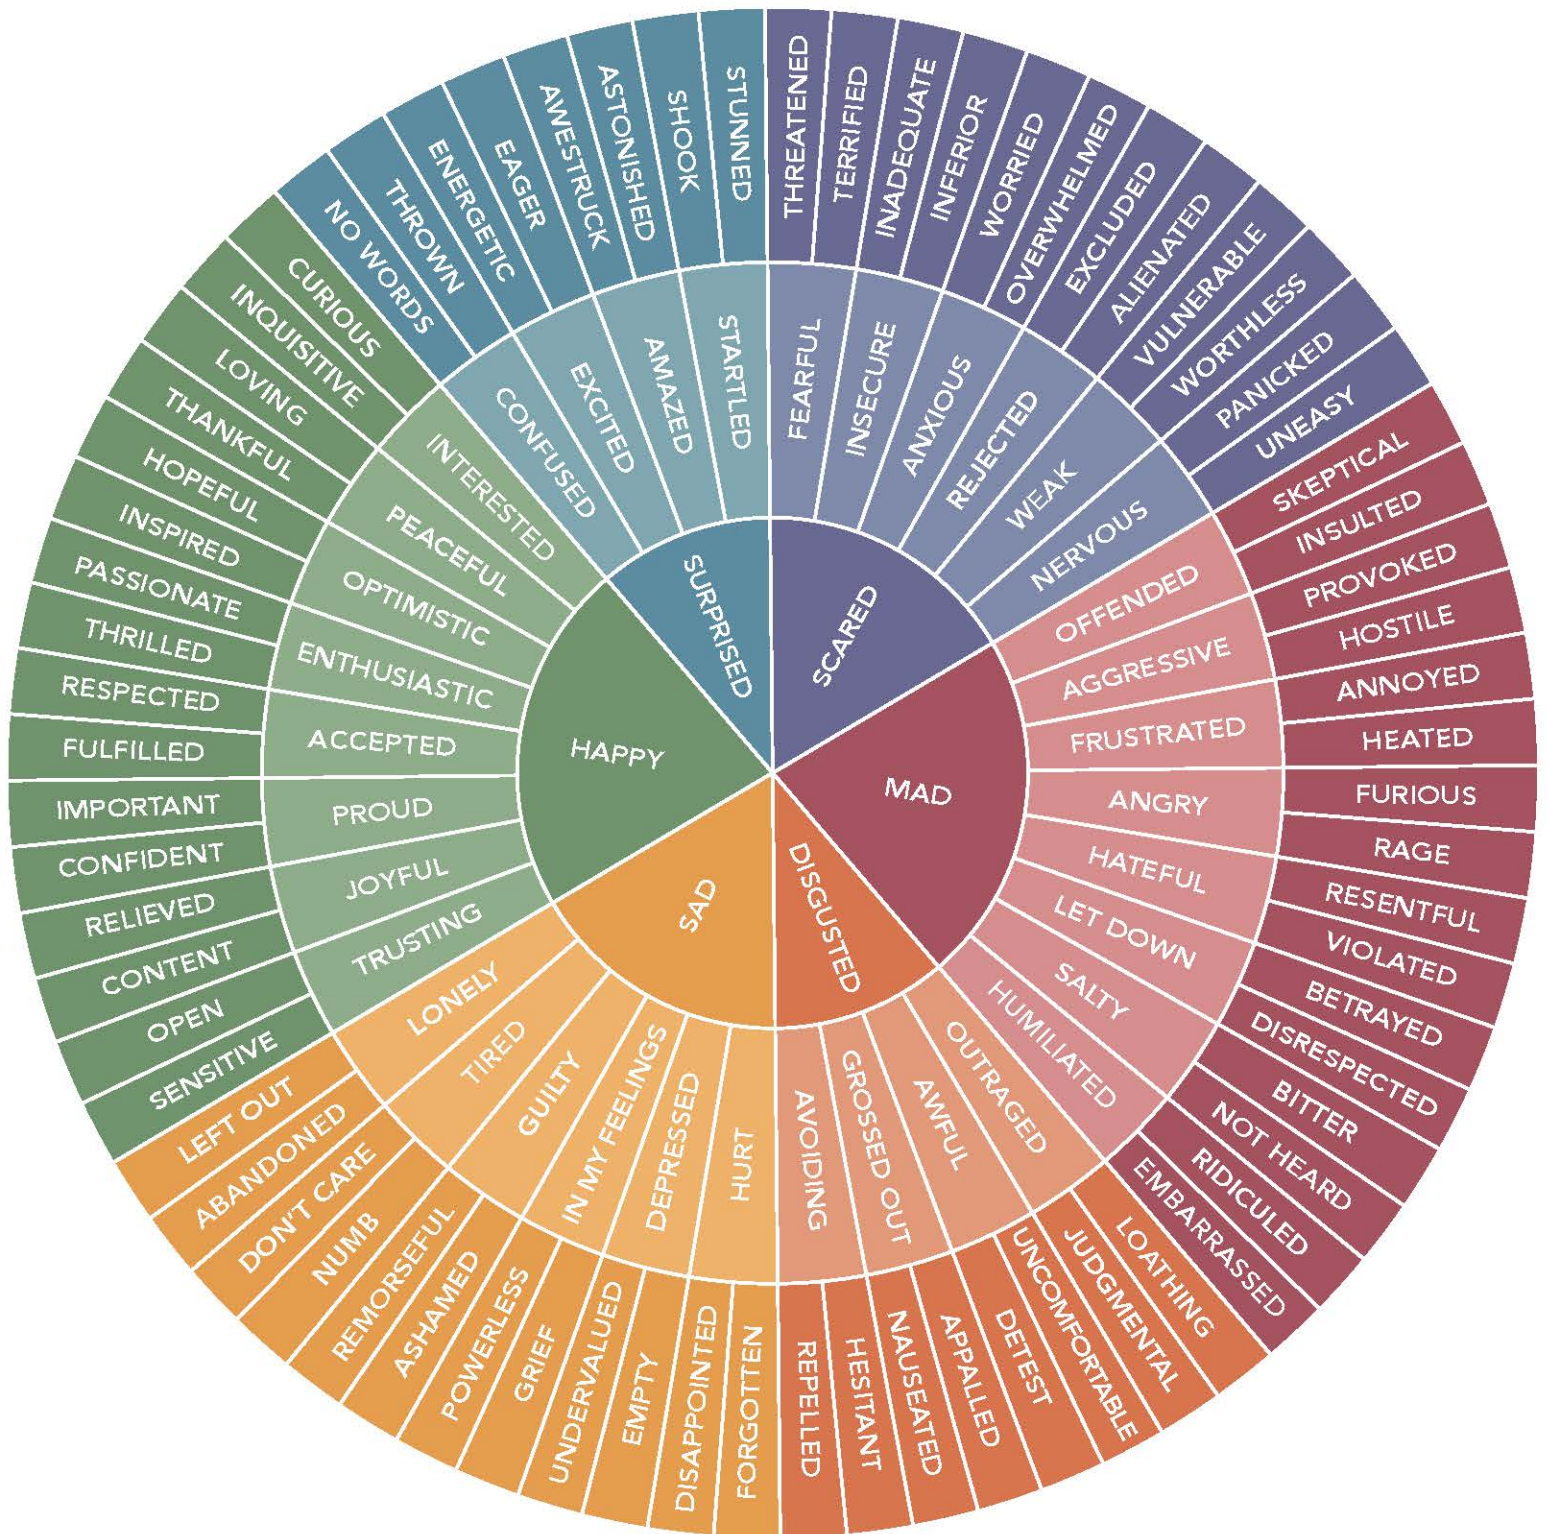 SURPRISED
SCARED
MAD
DISGUSTED
SAD
HAPPY
CONFUSED
EXCITED
AMAZED
STARTLED
FEARFUL
INSECURE
ANXIOUS
REJECTED
WEAK
NERVOUS
OFFENDED
AGGRESSIVE
FRUSTRATED
ANGRY
HATEFUL
LET DOWN
SALTY
HUMILIATED
OUTRAGED
AWFUL
GROSSED OUT
AVOIDING
HURT
DEPRESSED
IN MY FEELINGS
GUILTY
TIRED
LONELY
TRUSTING
JOYFUL
PROUD
ACCEPTED
ENTHUSIASTIC
OPTIMISTIC
PEACEFUL
INTERESTED
NO WORDS
THROWN
ENERGETIC
EAGER
AWESTRUCK
ASTONISHED
SHOOK
STUNNED
THREATENED
TERRIFIED
INADEQUATE
INFERIOR
WORRIED
OVERWHELMED
EXCLUDED
ALIENATED
VULNERABLE
WORTHLESS
PANICKED
UNEASY
SKEPTICAL
INSULTED
PROVOKED
HOSTILE
ANNOYED
HEATED
FURIOUS
RAGE
RESENTFUL
VIOLATED
BETRAYED
DISRESPECTED
BITTER
NOT HEARD
RIDICULED
EMBARRASSED
LOATHING
JUDGMENTAL
UNCOMFORTABLE
DETEST
APPALLED
NAUSEATED
HESITANT
REPELLED
FORGOTTEN
DISAPPOINTED
EMPTY
UNDERVALUED
GRIEF
POWERLESS
ASHAMED
REMORSEFUL
NUMB
DON'T CARE
ABANDONED
LEFT OUT
SENSITIVE
OPEN
CONTENT
RELIEVED
CONFIDENT
IMPORTANT
FULFILLED
RESPECTED
THRILLED
PASSIONATE
INSPIRED
HOPEFUL
THANKFUL
LOVING
INQUISITIVE
CURIOUS